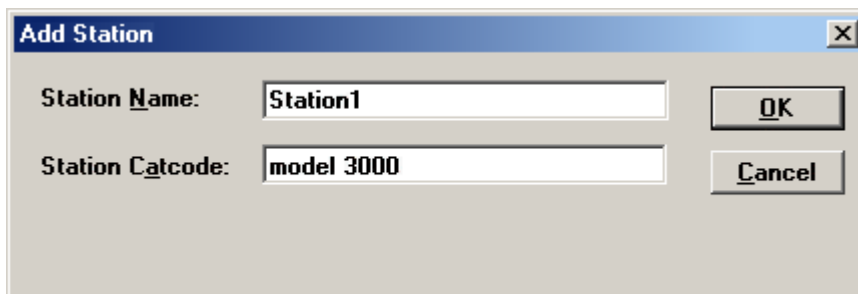 Add Station
Station Name: Station1
OK
Station Catcode: model 3000
Cancel